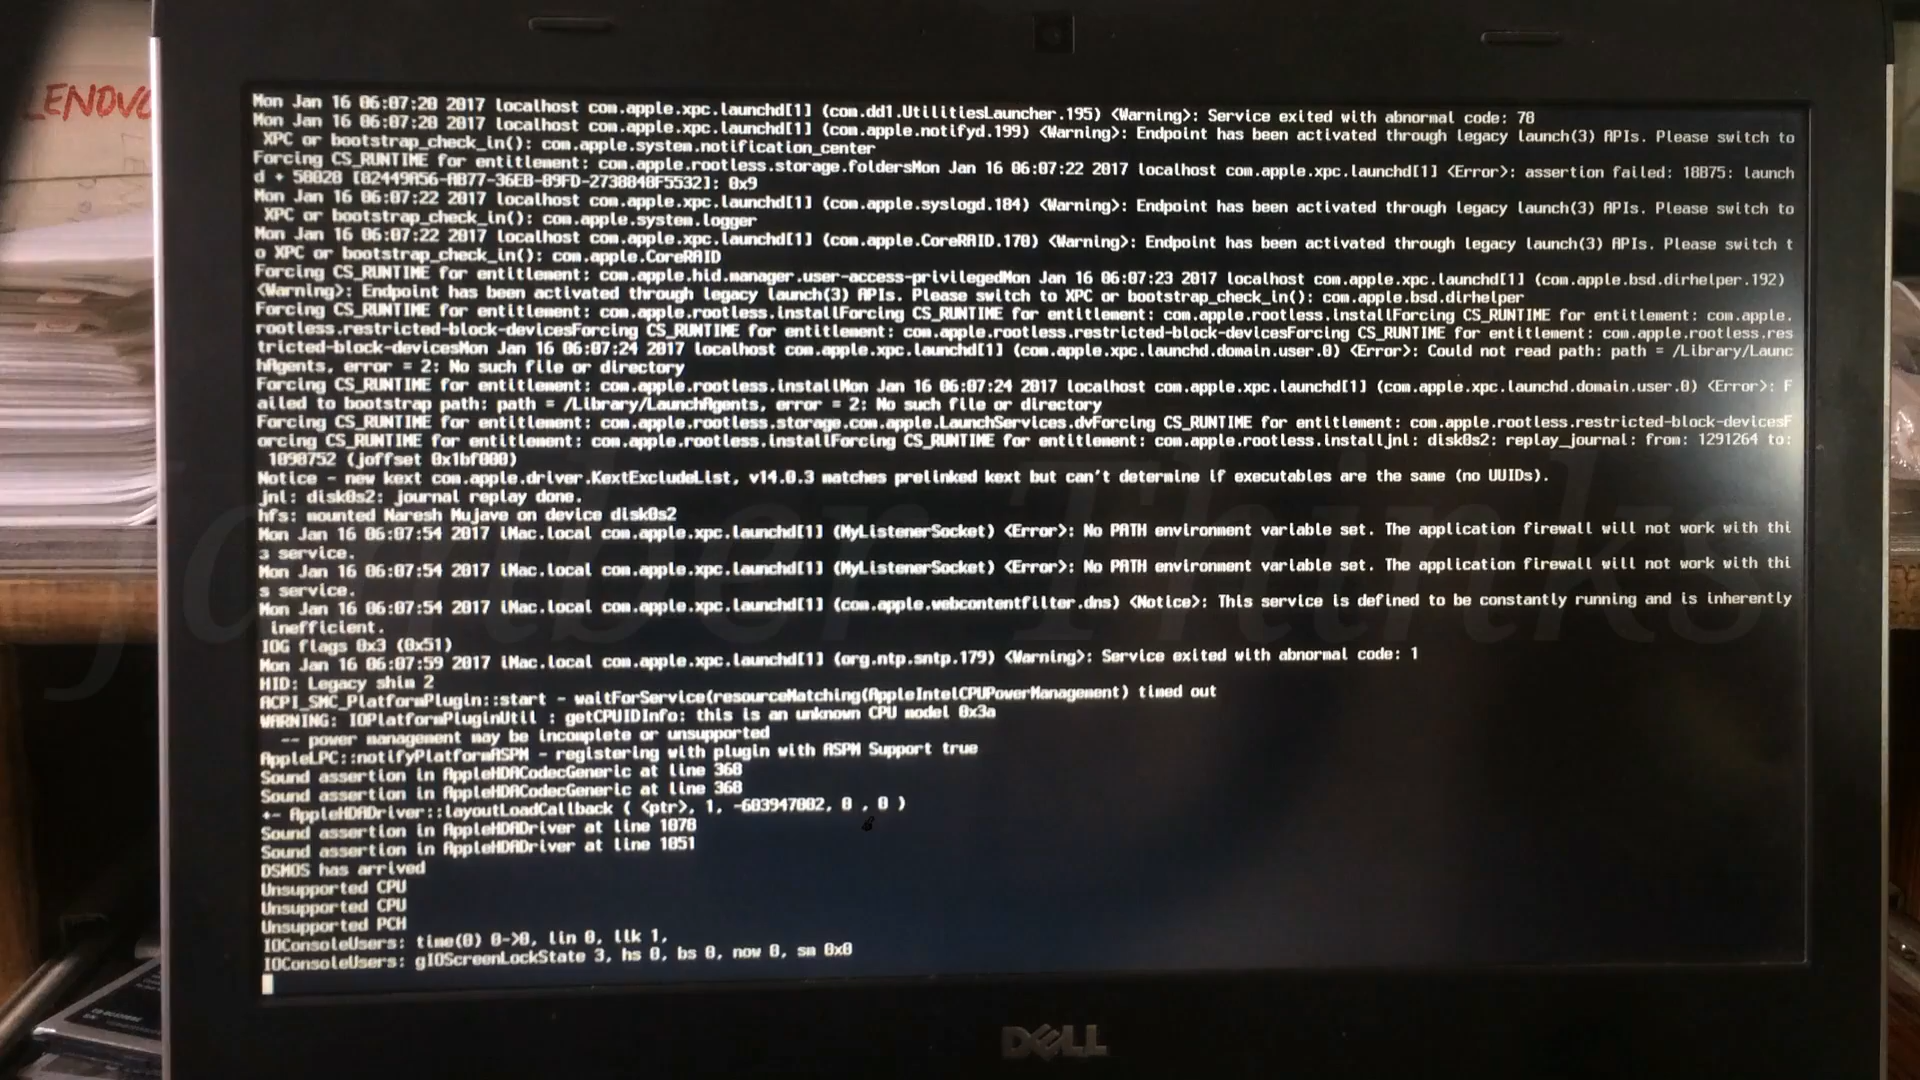 LENOVO
Mon Jan 16 06:07:20 2017 localhost com.apple.xpc.launchd[1] (com.dd1.UtilitiesLauncher.195) <Warning>: Service exited with abnormal code: 78
Mon Jan 16 06:07:20 2017 localhost com.apple.xpc.launchd[1] (com.apple.notifyd.199) <Warning>: Endpoint has been activated through legacy launch(3) APIs. Please switch to
XPC or bootstrap_check_in(): com.apple.system.notification_center
Forcing CS_RUNTIME for entitlement: com.apple.rootless.storage.foldersMon Jan 16 06:07:22 2017 localhost com.apple.xpc.launchd[1] <Error>: assertion failed: 10B75: launch
d + 50020 [02449A56-AB77-36EB-89FD-2730040F5532]: 0x9
Mon Jan 16 06:07:22 2017 localhost com.apple.xpc.launchd[1] (com.apple.syslogd.184) <Warning>: Endpoint has been activated through legacy launch(3) APIs. Please switch to
XPC or bootstrap_check_in(): com.apple.system.logger
Mon Jan 16 06:07:22 2017 localhost com.apple.xpc.launchd[1] (com.apple.CoreRAID.170) <Warning>: Endpoint has been activated through legacy launch(3) APIs. Please switch t
o XPC or bootstrap_check_in(): com.apple.CoreRAID
Forcing CS_RUNTIME for entitlement: com.apple.hid.manager.user-access-privilegedMon Jan 16 06:07:23 2017 localhost com.apple.xpc.launchd[1] (com.apple.bsd.dirhelper.192)
<Warning>: Endpoint has been activated through legacy launch(3) APIs. Please switch to XPC or bootstrap_check_in(): com.apple.bsd.dirhelper
Forcing CS_RUNTIME for entitlement: com.apple.rootless.installForcing CS_RUNTIME for entitlement: com.apple.rootless.installForcing CS_RUNTIME for entitlement: com.apple.
rootless.restricted-block-devicesForcing CS_RUNTIME for entitlement: com.apple.rootless.restricted-block-devicesForcing CS_RUNTIME for entitlement: com.apple.rootless.res
tricted-block-devicesMon Jan 16 06:07:24 2017 localhost com.apple.xpc.launchd[1] (com.apple.xpc.launchd.domain.user.0) <Error>: Could not read path: path = /Library/Launc
hAgents, error = 2: No such file or directory
Forcing CS_RUNTIME for entitlement: com.apple.rootless.installMon Jan 16 06:07:24 2017 localhost com.apple.xpc.launchd[1] (com.apple.xpc.launchd.domain.user.0) <Error>: F
ailed to bootstrap path: path = /Library/LaunchAgents, error = 2: No such file or directory
Forcing CS_RUNTIME for entitlement: com.apple.rootless.storage.com.apple.LaunchServices.dvForcing CS_RUNTIME for entitlement: com.apple.rootless.restricted-block-devicesF
orcing CS_RUNTIME for entitlement: com.apple.rootless.installForcing CS_RUNTIME for entitlement: com.apple.rootless.installjnl: disk0s2: replay_journal: from: 1291264 to:
1098752 (joffset 0x1bf000)
Notice - new kext com.apple.driver.KextExcludeList, v14.0.3 matches prelinked kext but can't determine if executables are the same (no UUIDs).
jnl: disk0s2: journal replay done.
hfs: mounted Naresh Mujave on device disk0s2
Mon Jan 16 06:07:54 2017 iMac.local com.apple.xpc.launchd[1] (MyListenerSocket) <Error>: No PATH environment variable set. The application firewall will not work with thi
s service.
Mon Jan 16 06:07:54 2017 iMac.local com.apple.xpc.launchd[1] (MyListenerSocket) <Error>: No PATH environment variable set. The application firewall will not work with thi
s service.
Mon Jan 16 06:07:54 2017 iMac.local com.apple.xpc.launchd[1] (com.apple.webcontentfilter.dns) <Notice>: This service is defined to be constantly running and is inherently
inefficient.
IOG flags 0x3 (0x51)
Mon Jan 16 06:07:59 2017 iMac.local com.apple.xpc.launchd[1] (org.ntp.sntp.179) <Warning>: Service exited with abnormal code: 1
HID: Legacy shim 2
ACPI_SMC_PlatformPlugin::start - waitForService(resourceMatching(AppleIntelCPUPowerManagement) timed out
WARNING: IOPlatformPluginUtil : getCPUIDInfo: this is an unknown CPU model 0x3a
-- power management may be incomplete or unsupported
AppleLPC::notifyPlatformASPM - registering with plugin with ASPM Support true
Sound assertion in AppleHDACodecGeneric at line 368
Sound assertion in AppleHDACodecGeneric at line 368
+- AppleHDADriver::layoutLoadCallback ( <ptr>, 1, -603947002, 0 , 0 )
Sound assertion in AppleHDADriver at line 1078
Sound assertion in AppleHDADriver at line 1051
DSMOS has arrived
Unsupported CPU
Unsupported CPU
Unsupported PCH
IOConsoleUsers: time(0) 0->0, lin 0, llk 1,
IOConsoleUsers: gIOScreenLockState 3, hs 0, bs 0, now 0, sm 0x0
DELL